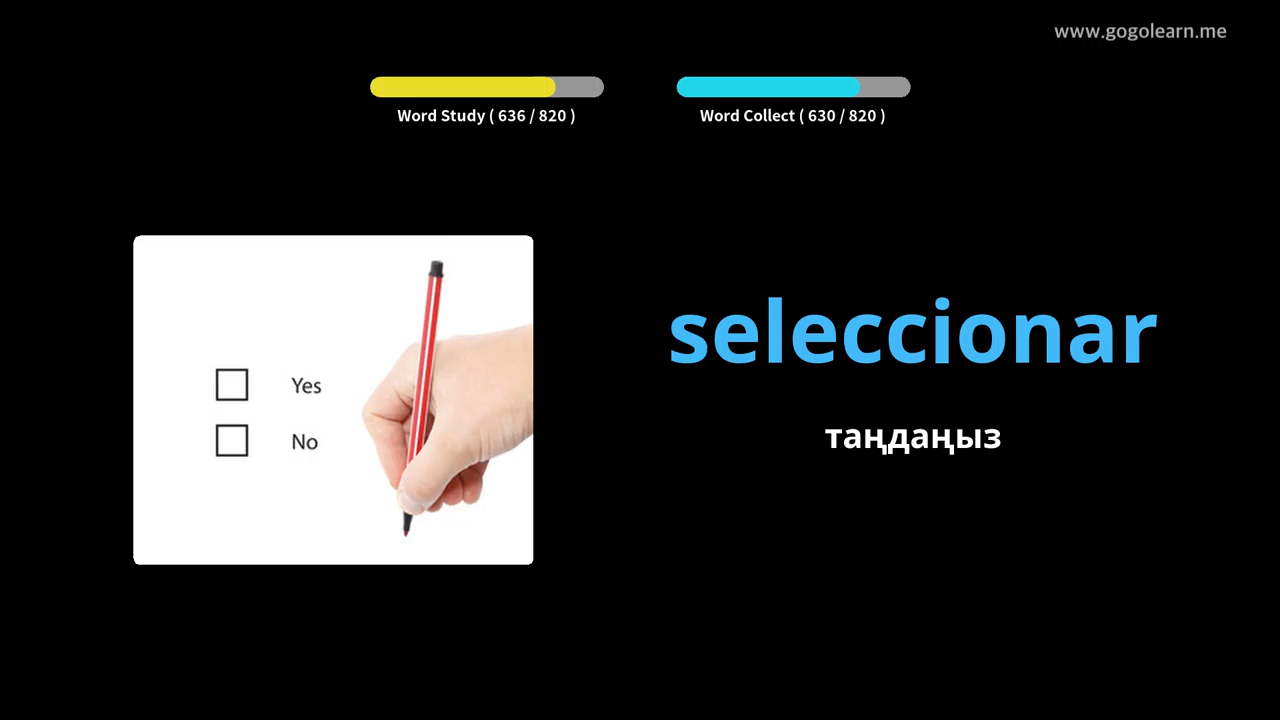 www.gogolearn.me
Word Study ( 636 / 820 )
Word Collect ( 630 / 820 )
Yes
No
seleccionar
таңдаңыз